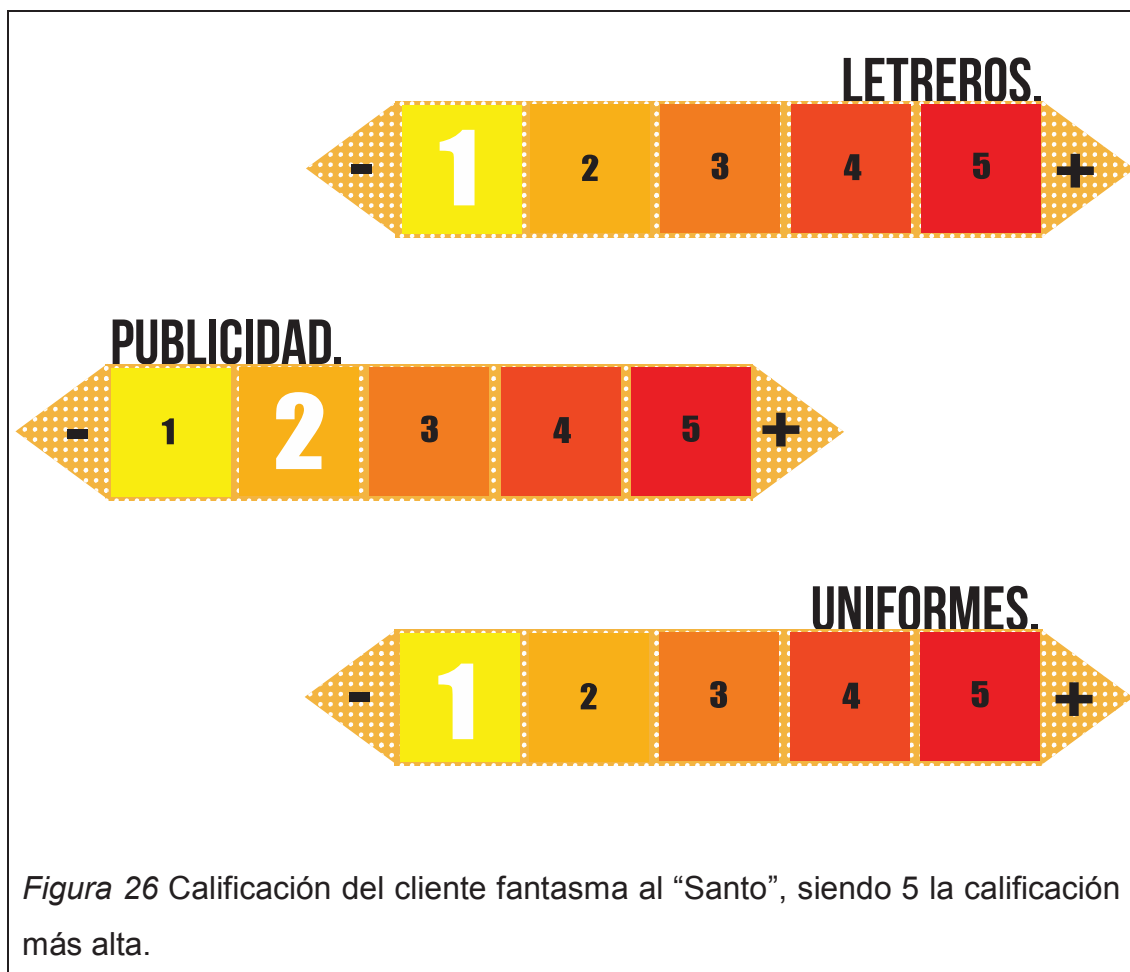 LETREROS.
- 1 2 3 4 5 +
PUBLICIDAD.
- 1 2 3 4 5 +
UNIFORMES.
- 1 2 3 4 5 +
Figura 26 Calificación del cliente fantasma al “Santo”, siendo 5 la calificación
más alta.